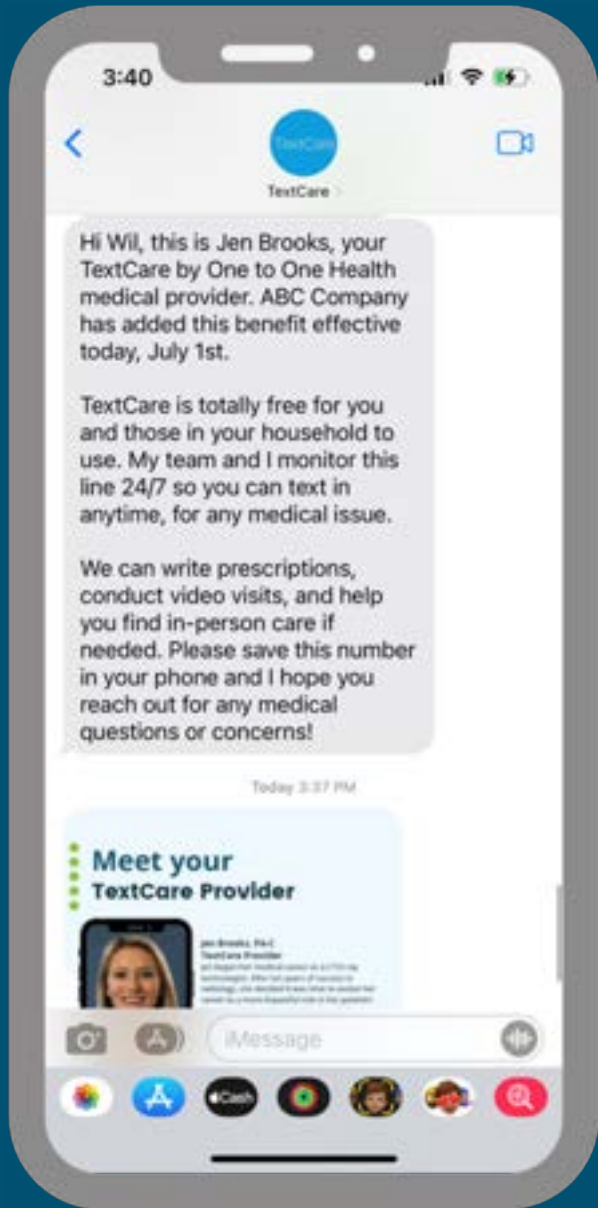 3:40
TextCare
TextCare
Hi Wil, this is Jen Brooks, your
TextCare by One to One Health
medical provider. ABC Company
has added this benefit effective
today, July 1st.
TextCare is totally free for you
and those in your household to
use. My team and I monitor this
line 24/7 so you can text in
anytime, for any medical issue.
We can write prescriptions,
conduct video visits, and help
you find in-person care if
needed. Please save this number
in your phone and I hope you
reach out for any medical
questions or concerns!
Today 3:37 PM
Meet your
TextCare Provider
Jen Brooks, PA-C
TextCare Provider
iMessage
Cash